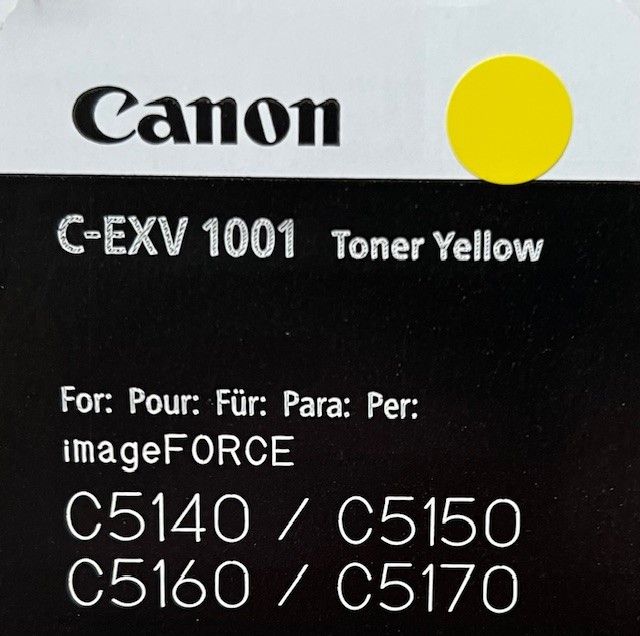 Canon
C-EXV 1001 Toner Yellow
For: Pour: Für: Para: Per:
imageFORCE
C5140 / C5150
C5160 / C5170